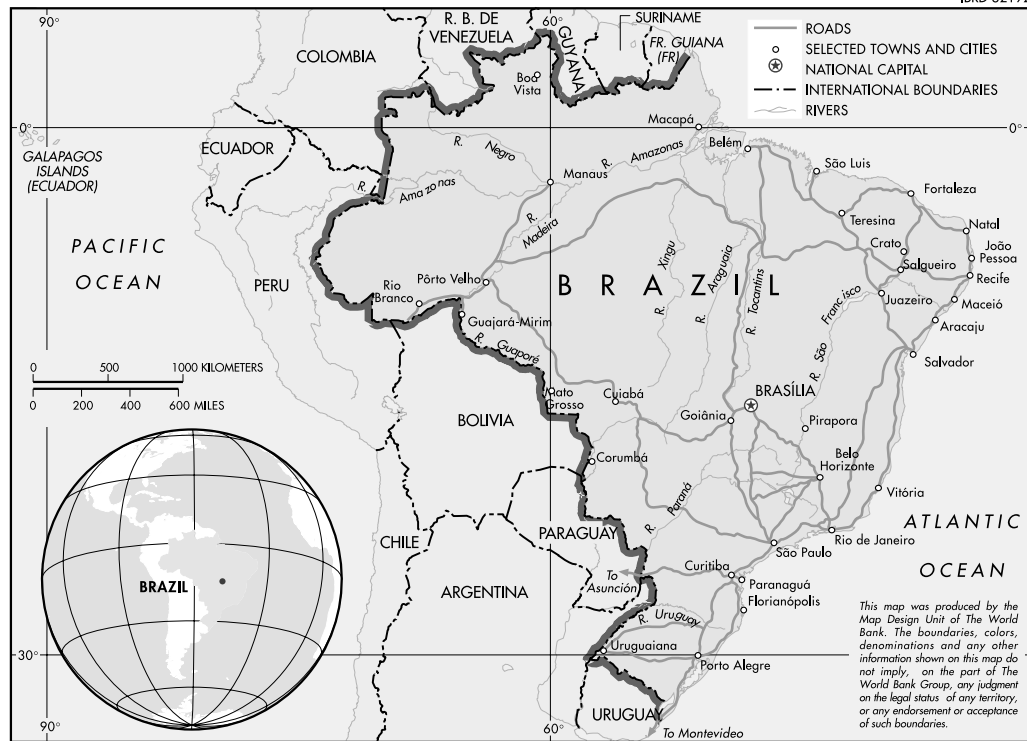 IBRD 02192
90°
60°
R. B. DE
VENEZUELA
SURINAME
COLOMBIA
GUYANA
FR. GUIANA
(FR)
ROADS
SELECTED TOWNS AND CITIES
NATIONAL CAPITAL
INTERNATIONAL BOUNDARIES
RIVERS
Boa
Vista
0°
0°
Macapá
GALAPAGOS
ISLANDS
(ECUADOR)
ECUADOR
R. Negro
R. Amazonas
Belém
São Luis
R. Amazonas
Manaus
Fortaleza
R. Madeira
Teresina
Natal
PACIFIC
OCEAN
Crato
João
Pessoa
Salgueiro
Recife
PERU
Pôrto Velho
BRAZIL
R. Xingu
R. Araguaia
R. Tocantins
R. São Francisco
Rio
Branco
Juazeiro
Maceió
Guajará-Mirim
Aracaju
R. Guaporé
Salvador
0 500 1000 KILOMETERS
0 200 400 600 MILES
Mato
Grosso
Cuiabá
BRASÍLIA
BOLIVIA
Goiânia
Pirapora
Corumbá
Belo
Horizonte
Vitória
R. Paraná
PARAGUAY
CHILE
ATLANTIC
OCEAN
Rio de Janeiro
São Paulo
To
Asunción
Curitiba
Paranaguá
Florianópolis
BRAZIL
ARGENTINA
R. Uruguay
Uruguaiana
30°
30°
Porto Alegre
URUGUAY
To Montevideo
90°
60°
This map was produced by the
Map Design Unit of The World
Bank. The boundaries, colors,
denominations and any other
information shown on this map do
not imply, on the part of The
World Bank Group, any judgment
on the legal status of any territory,
or any endorsement or acceptance
of such boundaries.